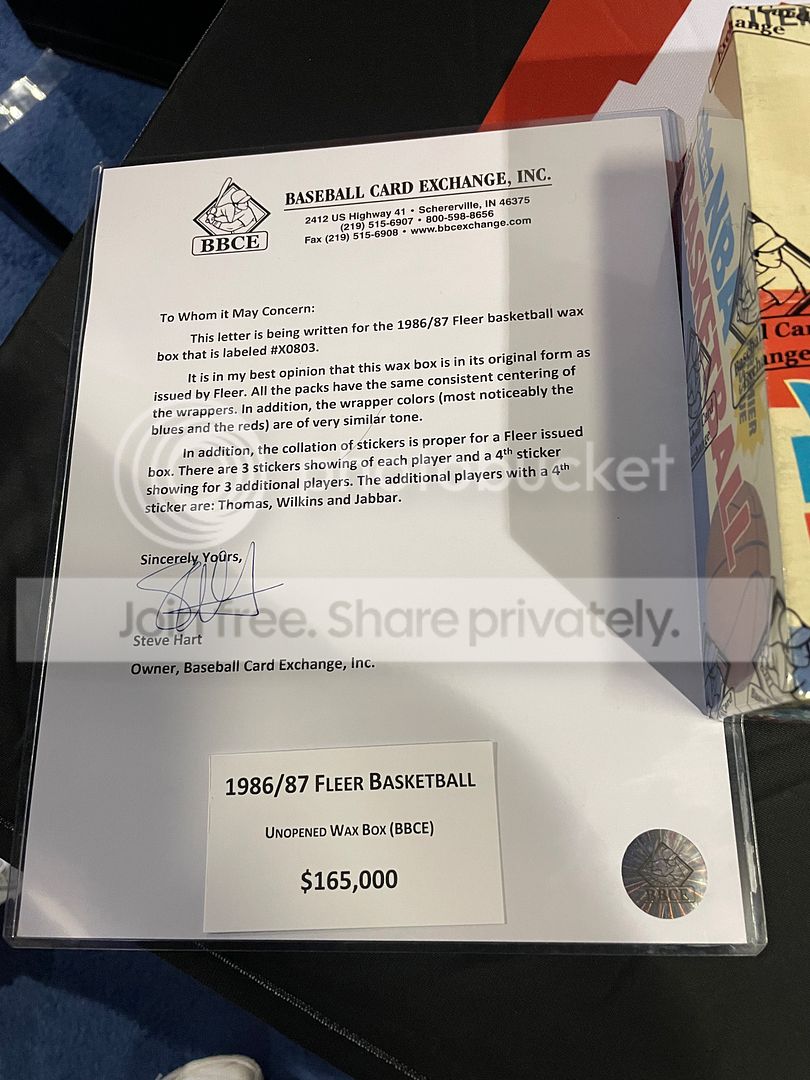 BBCE
BASEBALL CARD EXCHANGE, INC.
2412 US Highway 41 • Schererville, IN 46375
(219) 515-6907 • 800-598-8656
Fax (219) 515-6908 • www.bbcexchange.com
To Whom it May Concern:
This letter is being written for the 1986/87 Fleer basketball wax
box that is labeled #X0803.
It is in my best opinion that this wax box is in its original form as
issued by Fleer. All the packs have the same consistent centering of
the wrappers. In addition, the wrapper colors (most noticeably the
blues and the reds) are of very similar tone.
In addition, the collation of stickers is proper for a Fleer issued
box. There are 3 stickers showing of each player and a 4th sticker
showing for 3 additional players. The additional players with a 4th
sticker are: Thomas, Wilkins and Jabbar.
Sincerely Yours,
Steve Hart
Owner, Baseball Card Exchange, Inc.
1986/87 FLEER BASKETBALL
UNOPENED WAX BOX (BBCE)
$165,000
BBCE
NBA
BASKETBALL
photobucket
Join free. Share privately.